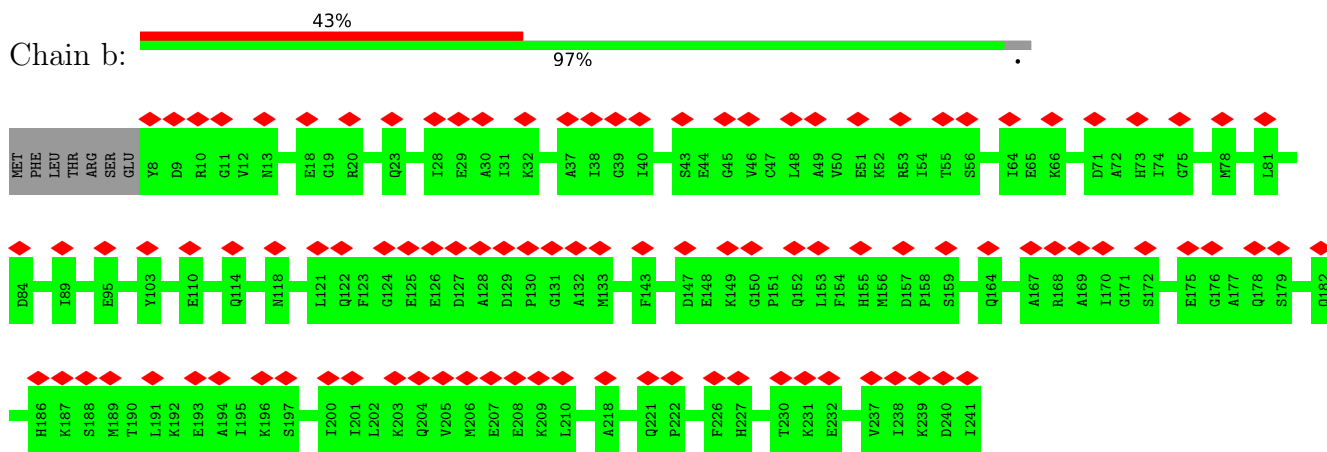 43%
Chain b:
97%
.
MET PHE LEU THR ARG SER GLU Y8 D9 R10 G11 V12 N13 E18 G19 R20 Q23 I28 E29 A30 I31 K32 A37 I38 G39 I40 S43 E44 G45 V46 C47 L48 A49 V50 E51 K52 R53 I54 T55 S56 I64 E65 K66 D71 A72 H73 I74 G75 M78 L81
D84 I89 E95 Y103 E110 Q114 N118 L121 Q122 F123 G124 E125 E126 D127 A128 D129 P130 G131 A132 M133 F143 D147 E148 K149 G150 P151 Q152 L153 F154 H155 M156 D157 P158 S159 Q164 A167 R168 A169 I170 G171 S172 E175 G176 A177 Q178 S179 Q182
H186 K187 S188 M189 T190 L191 K192 E193 A194 I195 K196 S197 I200 I201 L202 K203 Q204 V205 M206 E207 E208 K209 L210 A218 Q221 P222 F226 H227 T230 K231 E232 V237 I238 K239 D240 I241